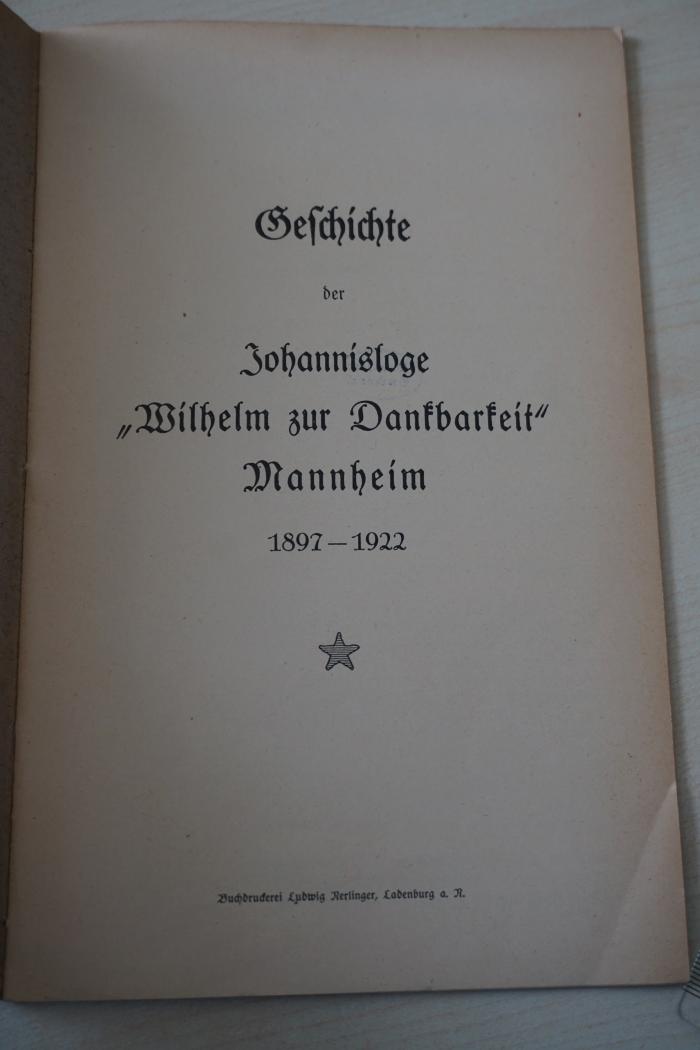 Geschichte
der
Johannisloge
„Wilhelm zur Dankbarkeit“
Mannheim
1897—1922
Buchdruckerei Ludwig Nerlinger, Ladenburg a. N.